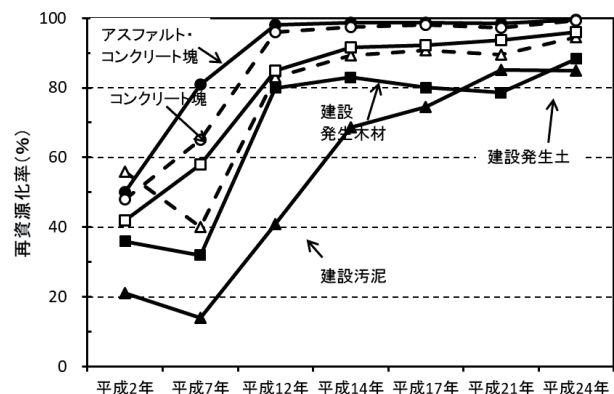 再資源化率(%)
100
80
60
40
20
0
アスファルト・
コンクリート塊
コンクリート塊
建設
発生木材
建設発生土
建設汚泥
平成2年 平成7年 平成12年 平成14年 平成17年 平成21年 平成24年